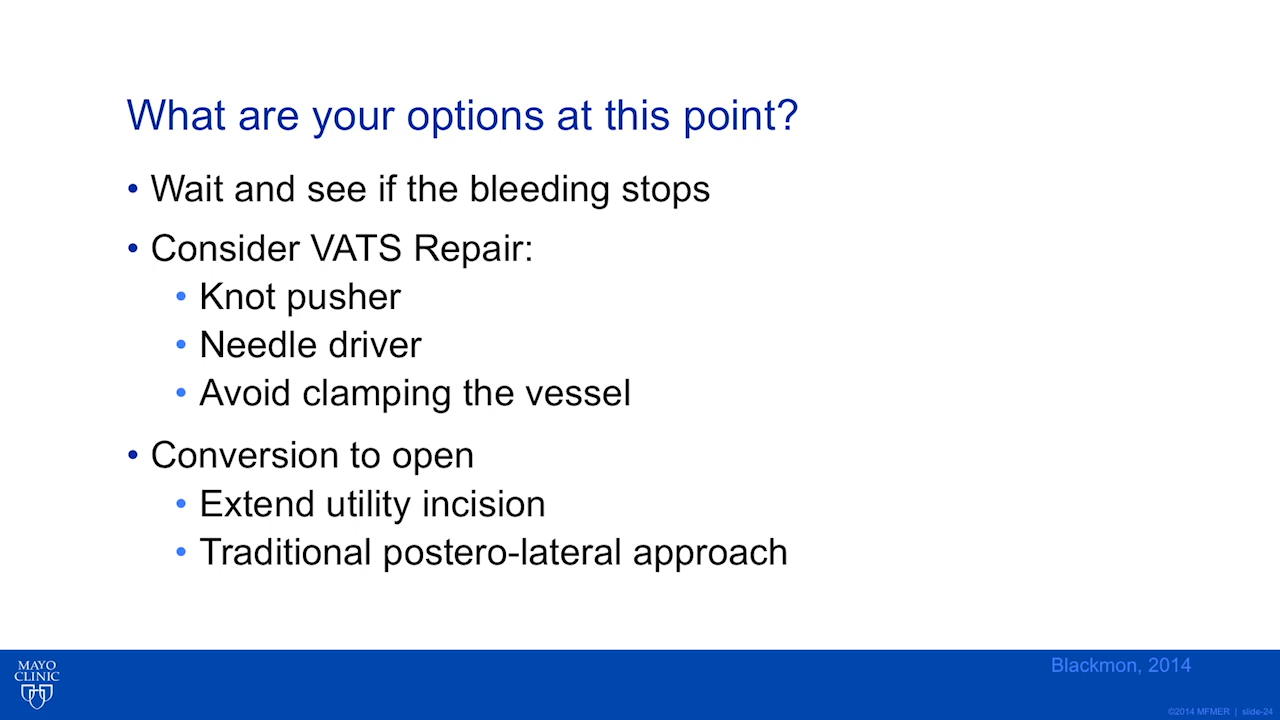 What are your options at this point?
• Wait and see if the bleeding stops
• Consider VATS Repair:
• Knot pusher
• Needle driver
• Avoid clamping the vessel
• Conversion to open
• Extend utility incision
• Traditional postero-lateral approach
MAYO
CLINIC
Blackmon, 2014
©2014 MFMER | slide-24